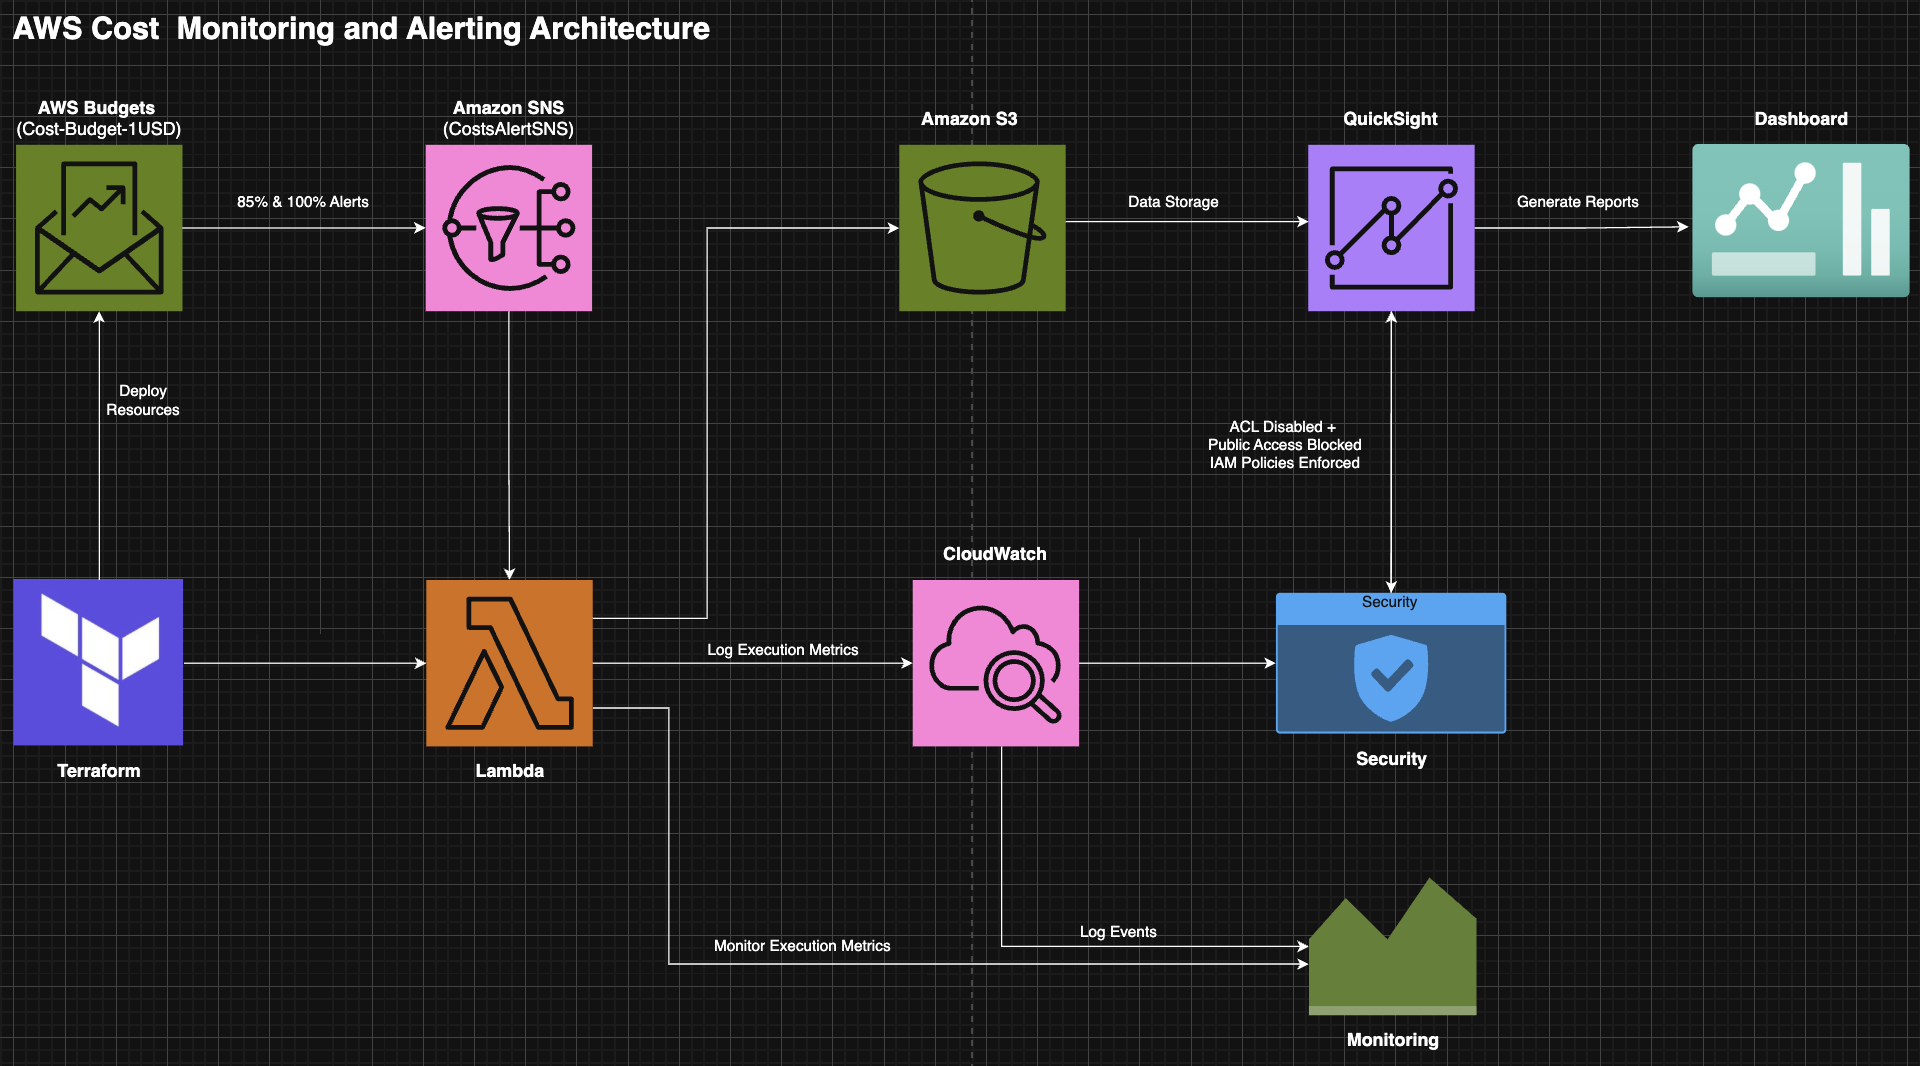 AWS Cost  Monitoring and Alerting Architecture
AWS Budgets
(Cost-Budget-1USD)
Amazon SNS
(CostsAlertSNS)
Amazon S3
QuickSight
Dashboard
85% & 100% Alerts
Data Storage
Generate Reports
Deploy
Resources
ACL Disabled +
Public Access Blocked
IAM Policies Enforced
CloudWatch
Security
Log Execution Metrics
Terraform
Lambda
Security
Log Events
Monitor Execution Metrics
Monitoring